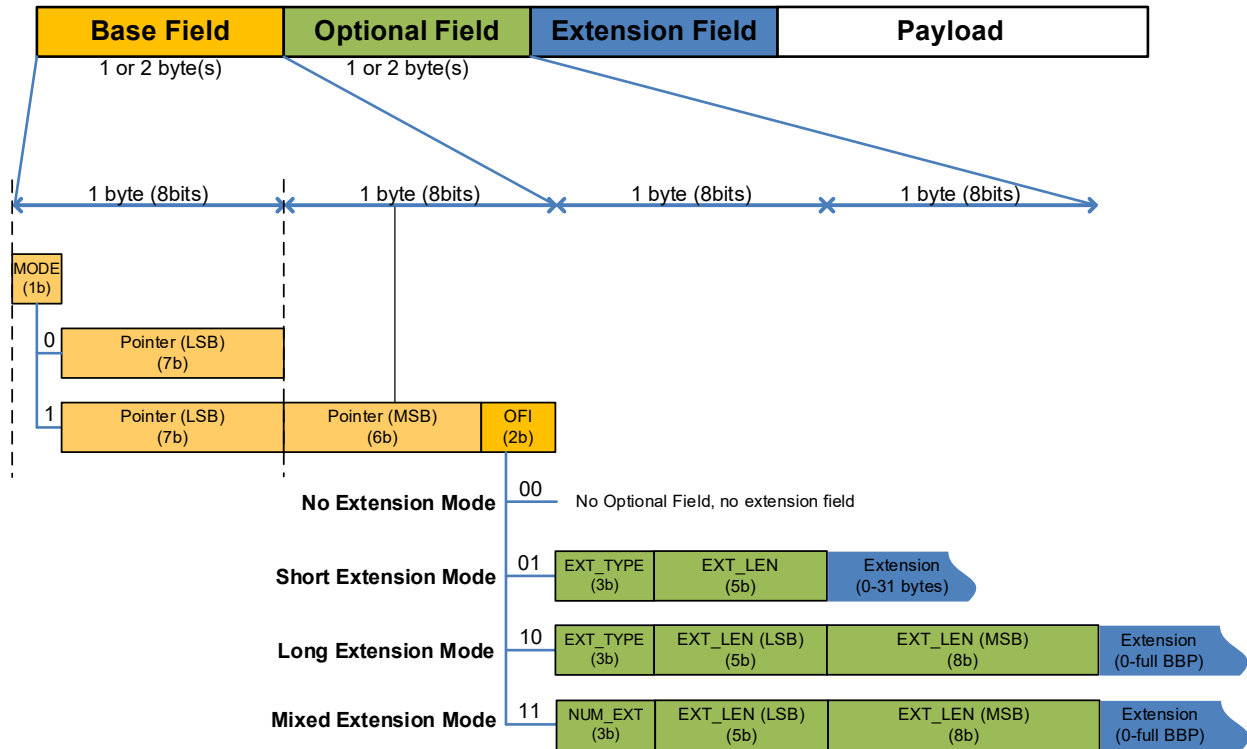 Base Field Optional Field Extension Field Payload
1 or 2 byte(s) 1 or 2 byte(s)
1 byte (8bits) 1 byte (8bits) 1 byte (8bits) 1 byte (8bits)
MODE
(1b)
0 Pointer (LSB)
(7b)
1 Pointer (LSB) Pointer (MSB) OFI
(7b) (6b) (2b)
No Extension Mode 00 No Optional Field, no extension field
Short Extension Mode 01 EXT_TYPE EXT_LEN Extension
(3b) (5b) (0-31 bytes)
Long Extension Mode 10 EXT_TYPE EXT_LEN (LSB) EXT_LEN (MSB) Extension
(3b) (5b) (8b) (0-full BBP)
Mixed Extension Mode 11 NUM_EXT EXT_LEN (LSB) EXT_LEN (MSB) Extension
(3b) (5b) (8b) (0-full BBP)